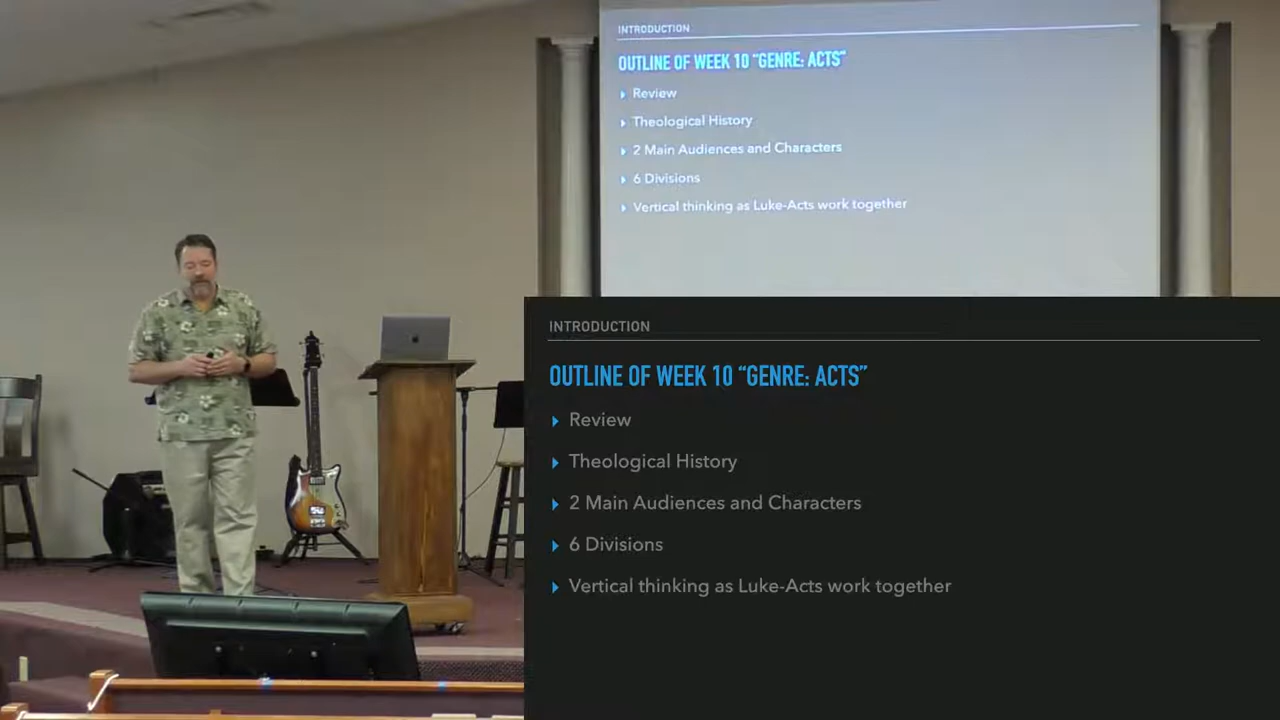 INTRODUCTION
OUTLINE OF WEEK 10 “GENRE: ACTS”
Review
Theological History
2 Main Audiences and Characters
6 Divisions
Vertical thinking as Luke-Acts work together
INTRODUCTION
OUTLINE OF WEEK 10 “GENRE: ACTS”
Review
Theological History
2 Main Audiences and Characters
6 Divisions
Vertical thinking as Luke-Acts work together